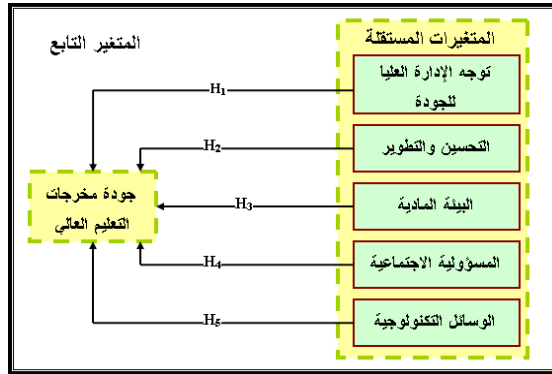 المتغيرات المستقلة
المتغير التابع
توجه الإدارة العليا
للجودة
H1
التحسين والتطوير
H2
البيئة المادية
H3
جودة مخرجات
التعليم العالي
المسؤولية الاجتماعية
H4
الوسائل التكنولوجية
H5